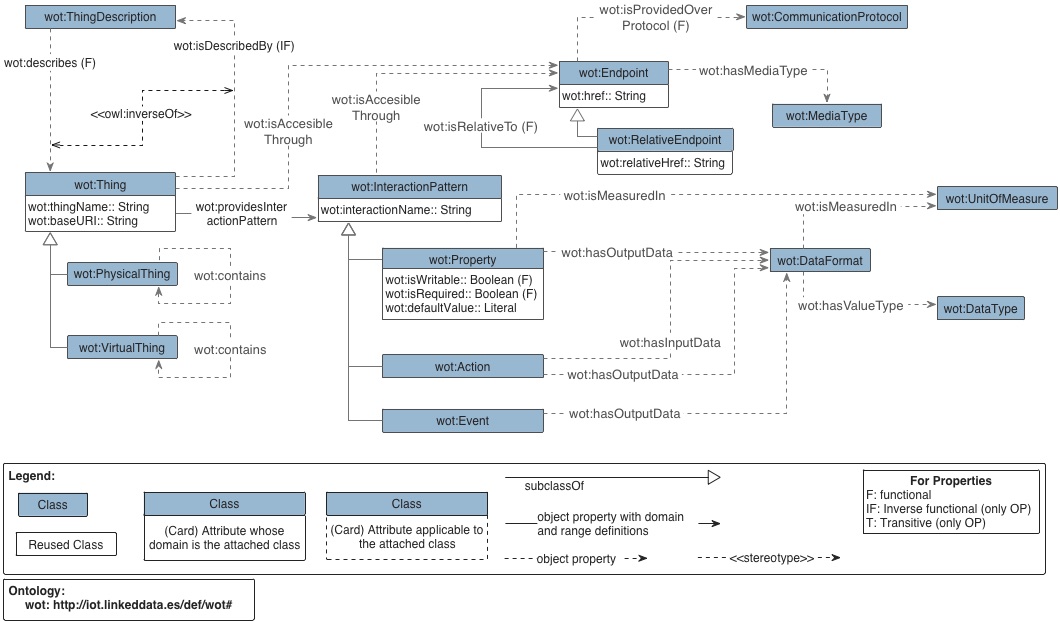 wot:ThingDescription
wot:isDescribedBy (IF)
wot:describes (F)
<<owl:inverseOf>>
wot:isProvidedOver
Protocol (F)
wot:CommunicationProtocol
wot:Endpoint
wot:href:: String
wot:hasMediaType
wot:MediaType
wot:isAccesible
Through
wot:isAccesible
Through
wot:isRelativeTo (F)
wot:RelativeEndpoint
wot:relativeHref:: String
wot:Thing
wot:thingName:: String
wot:baseURI:: String
wot:providesInter
actionPattern
wot:InteractionPattern
wot:interactionName:: String
wot:isMeasuredIn
wot:UnitOfMeasure
wot:isMeasuredIn
wot:PhysicalThing
wot:contains
wot:VirtualThing
wot:contains
wot:Property
wot:isWritable:: Boolean (F)
wot:isRequired:: Boolean (F)
wot:defaultValue:: Literal
wot:hasOutputData
wot:DataFormat
wot:hasValueType
wot:DataType
wot:hasInputData
wot:Action
wot:hasOutputData
wot:Event
wot:hasOutputData
Legend:
Class
Reused Class
Class
(Card) Attribute whose
domain is the attached class
Class
(Card) Attribute applicable to
the attached class
subclassOf
object property with domain
and range definitions
object property
<<stereotype>>
For Properties
F: functional
IF: Inverse functional (only OP)
T: Transitive (only OP)
Ontology:
wot: http://iot.linkeddata.es/def/wot#